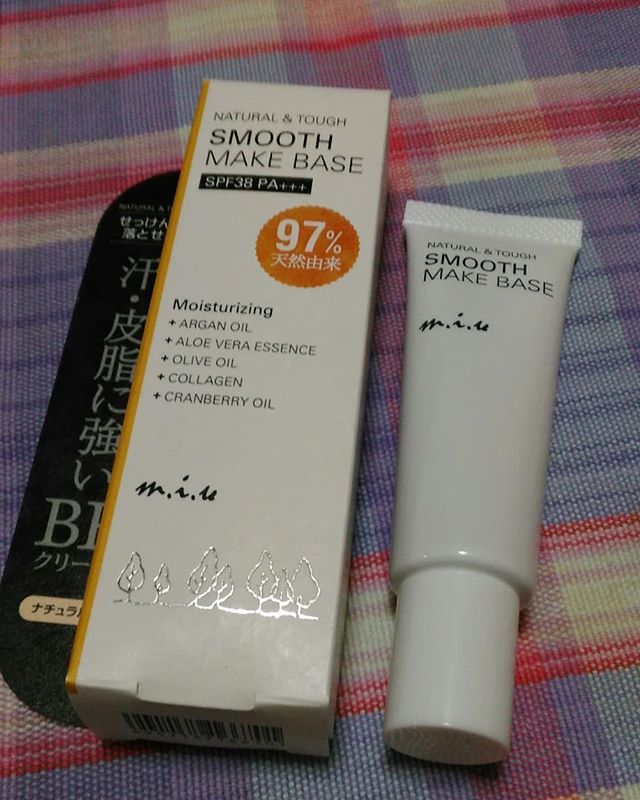 NATURAL & TOUGH
SMOOTH
MAKE BASE
SPF38 PA+++
97%
天然由来
Moisturizing
+ ARGAN OIL
+ ALOE VERA ESSENCE
+ OLIVE OIL
+ COLLAGEN
+ CRANBERRY OIL
m.i.u
NATURAL & TOUGH
SMOOTH
MAKE BASE
m.i.u
NATURAL &
せっけん
落とせ
汗・皮脂に強い
BB
クリー
ナチュラ